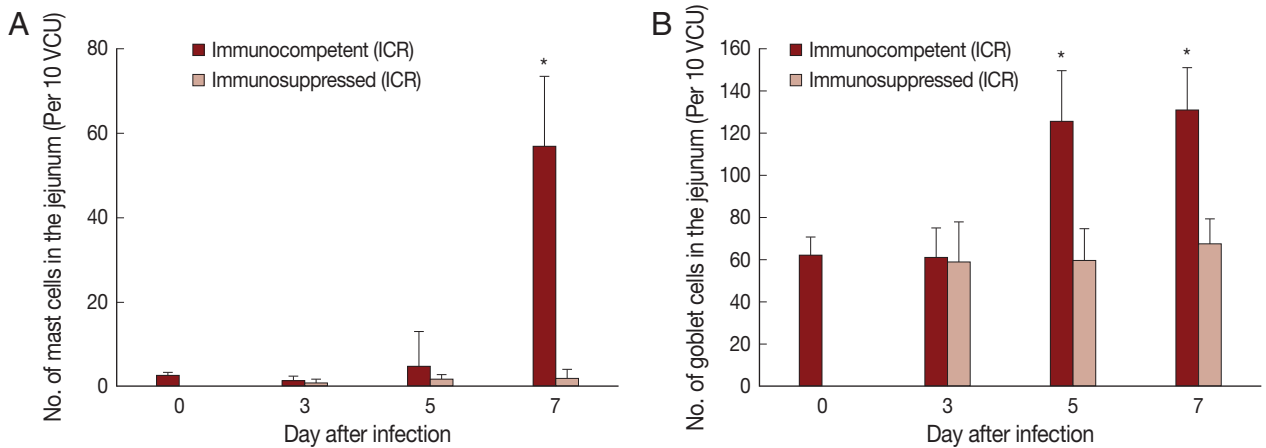 A
No. of mast cells in the jejunum (Per 10 VCU)
80
60
40
20
0
Immunocompetent (ICR)
Immunosuppressed (ICR)
*
0 3 5 7
Day after infection
B
No. of goblet cells in the jejunum (Per 10 VCU)
160
140
120
100
80
60
40
20
0
Immunocompetent (ICR)
Immunosuppressed (ICR)
* *
0 3 5 7
Day after infection